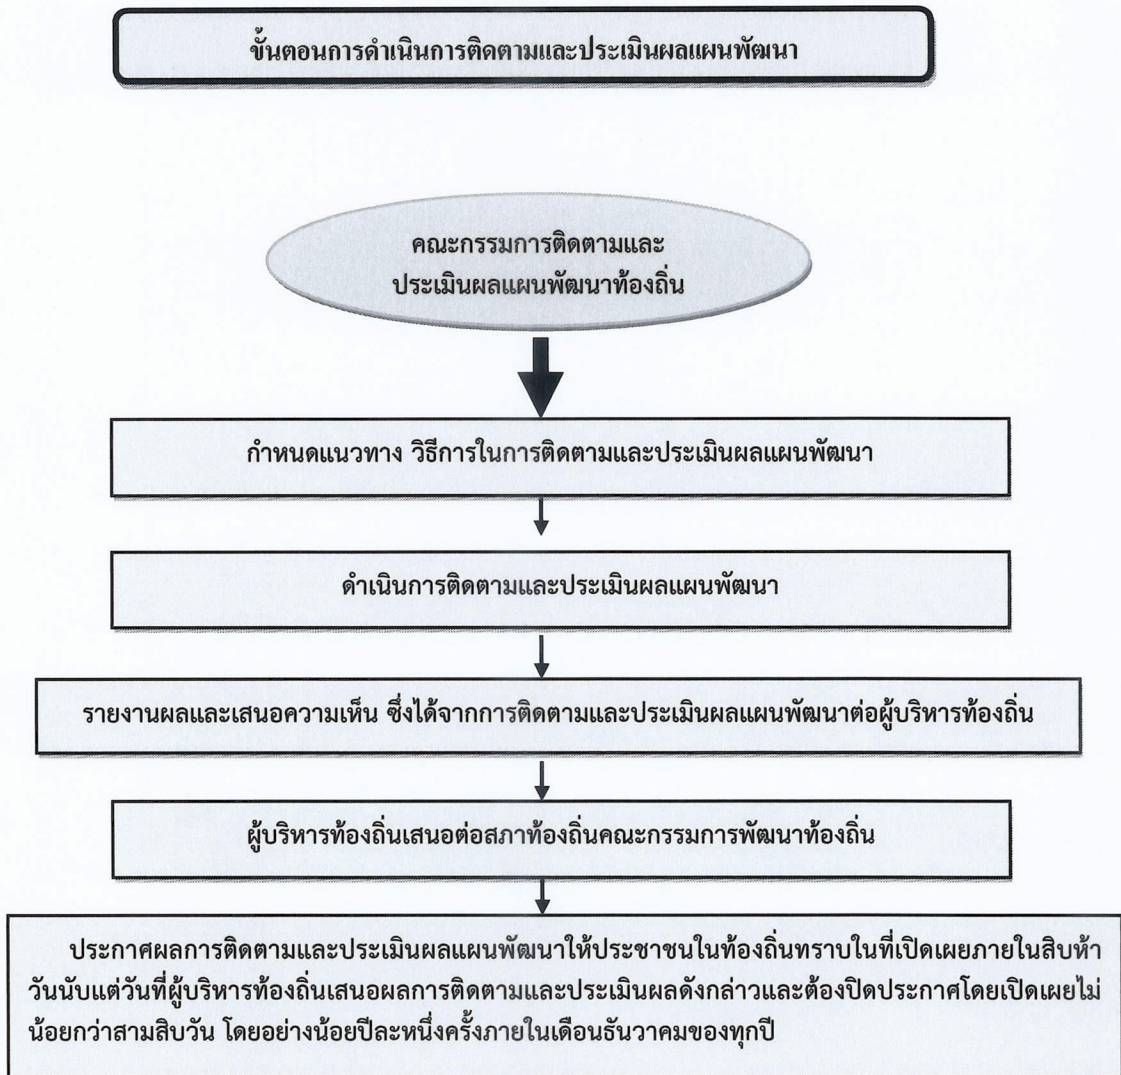 ขั้นตอนการดำเนินการติดตามและประเมินผลแผนพัฒนา
คณะกรรมการติดตามและ
ประเมินผลแผนพัฒนาท้องถิ่น
กำหนดแนวทาง วิธีการในการติดตามและประเมินผลแผนพัฒนา
ดำเนินการติดตามและประเมินผลแผนพัฒนา
รายงานผลและเสนอความเห็น ซึ่งได้จากการติดตามและประเมินผลแผนพัฒนาต่อผู้บริหารท้องถิ่น
ผู้บริหารท้องถิ่นเสนอต่อสภาท้องถิ่นคณะกรรมการพัฒนาท้องถิ่น
ประกาศผลการติดตามและประเมินผลแผนพัฒนาให้ประชาชนในท้องถิ่นทราบในที่เปิดเผยภายในสิบห้า
วันนับแต่วันที่ผู้บริหารท้องถิ่นเสนอผลการติดตามและประเมินผลดังกล่าวและต้องปิดประกาศโดยเปิดเผยไม่
น้อยกว่าสามสิบวัน โดยอย่างน้อยปีละหนึ่งครั้งภายในเดือนธันวาคมของทุกปี